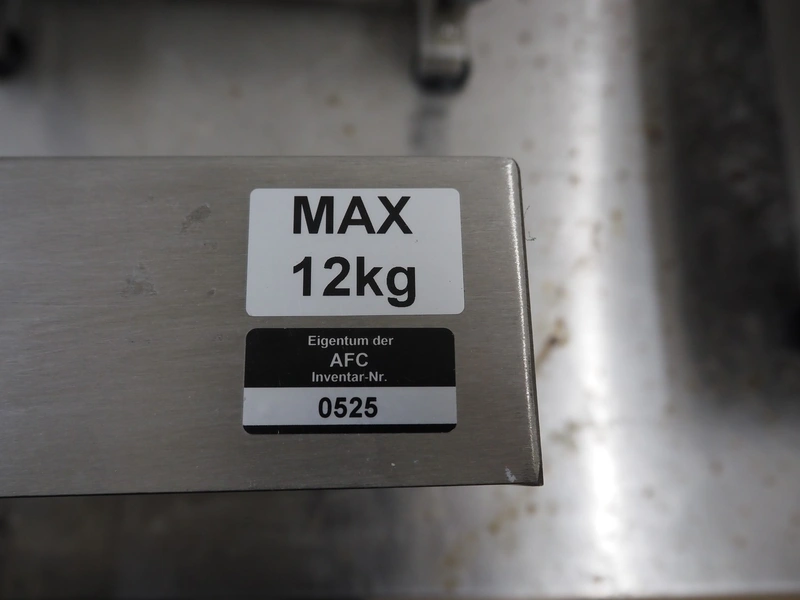 MAX
12kg
Eigentum der
AFC
Inventar-Nr.
0525